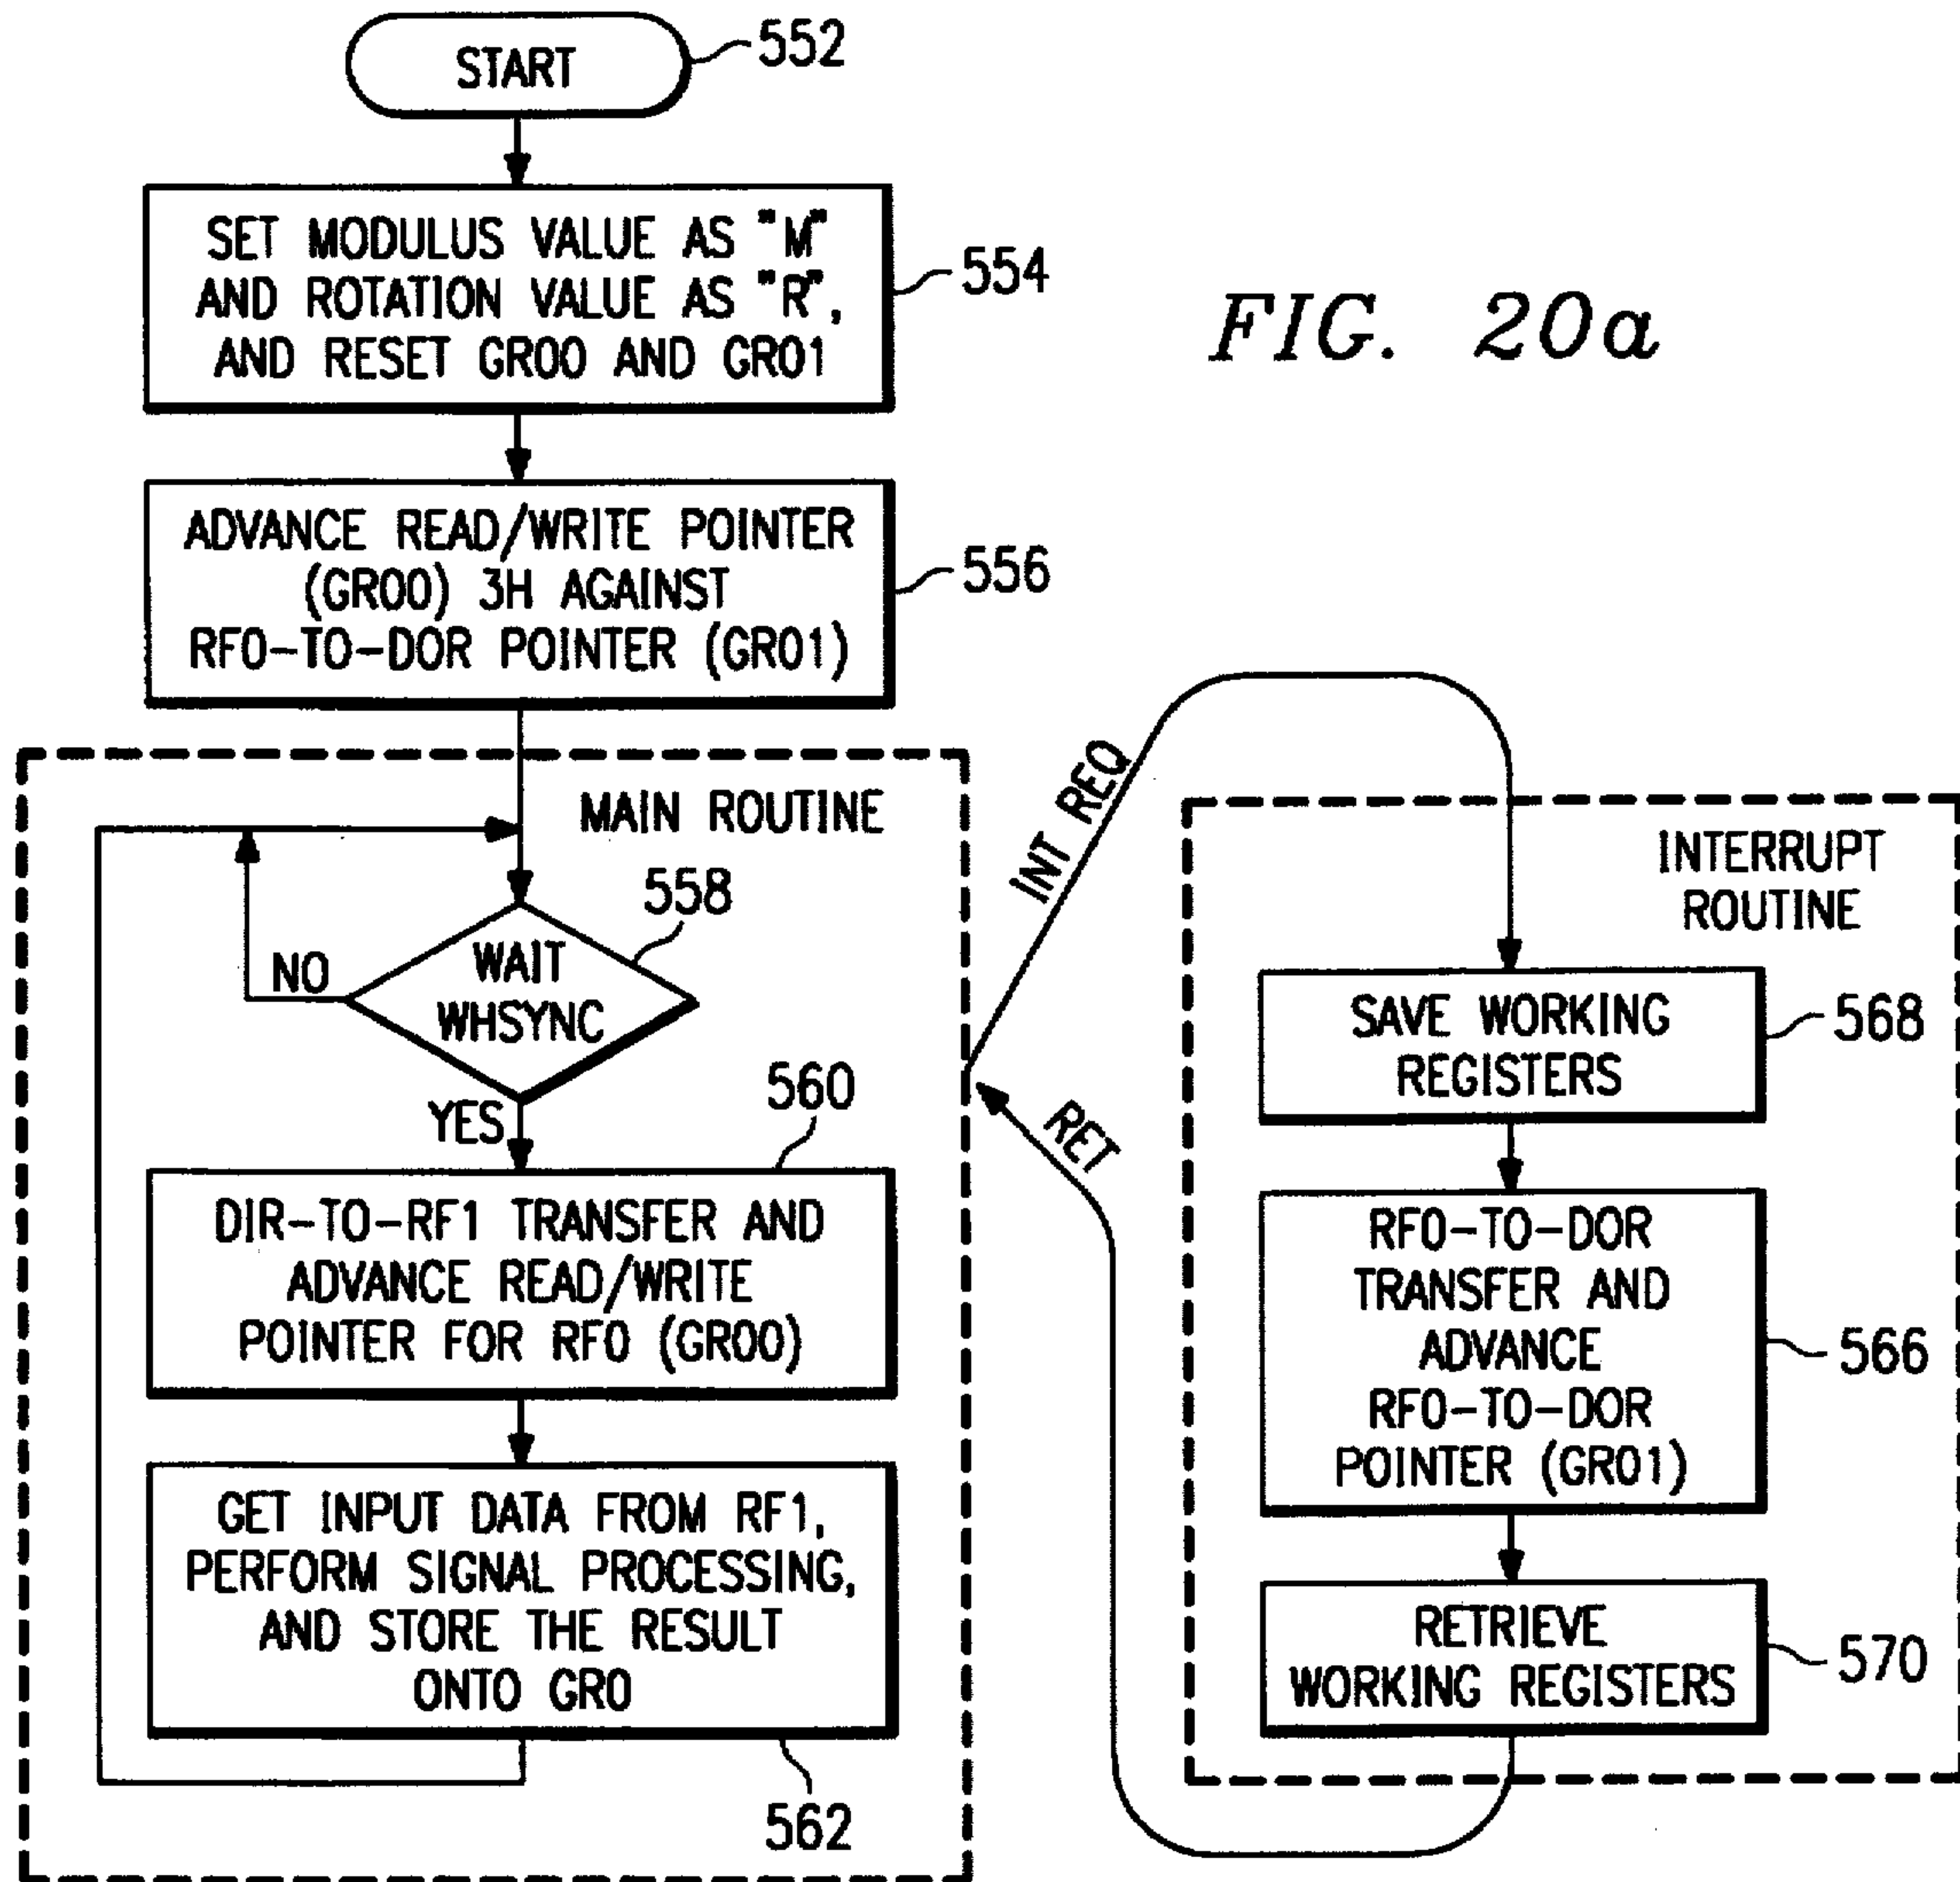 START
552
SET MODULUS VALUE AS "M"
AND ROTATION VALUE AS "R",
AND RESET GR00 AND GR01
554
FIG. 20a
ADVANCE READ/WRITE POINTER
(GR00) 3H AGAINST
RF0-TO-DOR POINTER (GR01)
556
MAIN ROUTINE
558
WAIT
WHSYNC
NO
YES
560
DIR-TO-RF1 TRANSFER AND
ADVANCE READ/WRITE
POINTER FOR RF0 (GR00)
GET INPUT DATA FROM RF1,
PERFORM SIGNAL PROCESSING,
AND STORE THE RESULT
ONTO GR0
562
INT REQ
RET
INTERRUPT
ROUTINE
SAVE WORKING
REGISTERS
568
RF0-TO-DOR
TRANSFER AND
ADVANCE
RF0-TO-DOR
POINTER (GR01)
566
RETRIEVE
WORKING REGISTERS
570